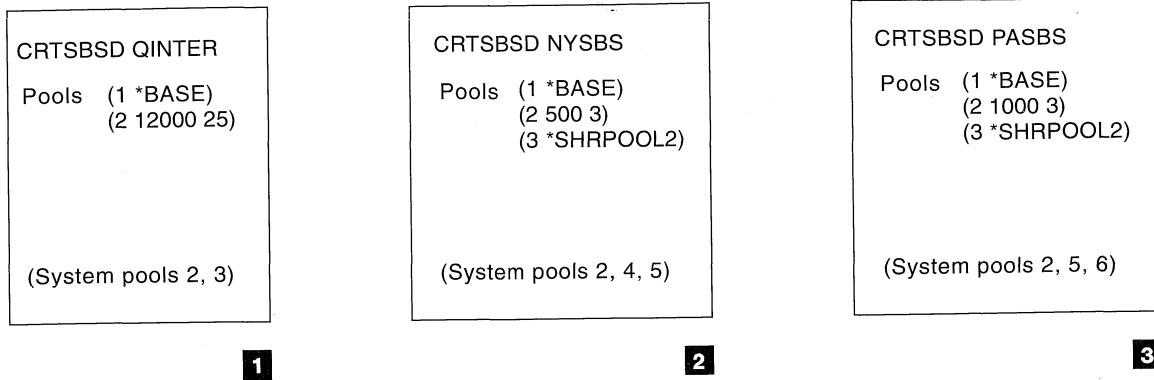 CRTSBSD QINTER
Pools (1 *BASE)
(2 12000 25)
(System pools 2, 3)
1
CRTSBSD NYSBS
Pools (1 *BASE)
(2 500 3)
(3 *SHRPOOL2)
(System pools 2, 4, 5)
2
CRTSBSD PASBS
Pools (1 *BASE)
(2 1000 3)
(3 *SHRPOOL2)
(System pools 2, 5, 6)
3